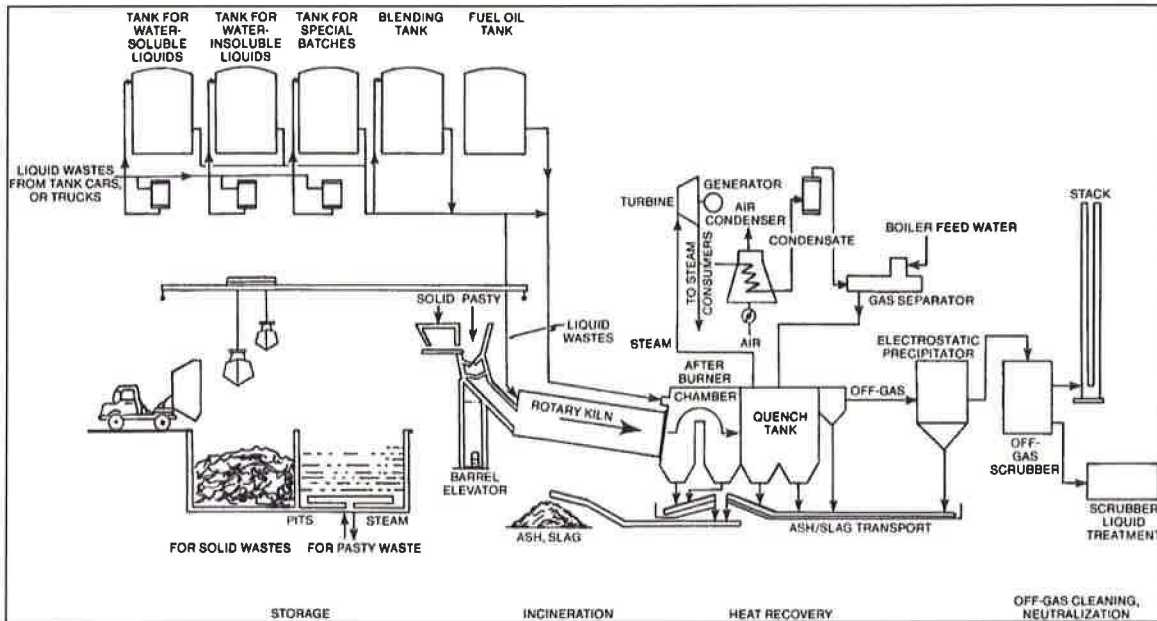 TANK FOR
WATER-
SOLUBLE
LIQUIDS
TANK FOR
WATER-
INSOLUBLE
LIQUIDS
TANK FOR
SPECIAL
BATCHES
BLENDING
TANK
FUEL OIL
TANK
LIQUID WASTES
FROM TANK CARS,
OR TRUCKS
TURBINE
GENERATOR
AIR
CONDENSER
STACK
TO STEAM
CONSUMERS
CONDENSATE
BOILER FEED WATER
GAS SEPARATOR
SOLID
PASTY
LIQUID
WASTES
STEAM
AIR
ELECTROSTATIC
PRECIPITATOR
AFTER
BURNER
CHAMBER
OFF-GAS
ROTARY KILN
QUENCH
TANK
OFF-
GAS
SCRUBBER
BARREL
ELEVATOR
PITS
STEAM
ASH, SLAG
ASH/SLAG TRANSPORT
SCRUBBER
LIQUID
TREATMENT
FOR SOLID WASTES
FOR PASTY WASTE
STORAGE
INCINERATION
HEAT RECOVERY
OFF-GAS CLEANING,
NEUTRALIZATION